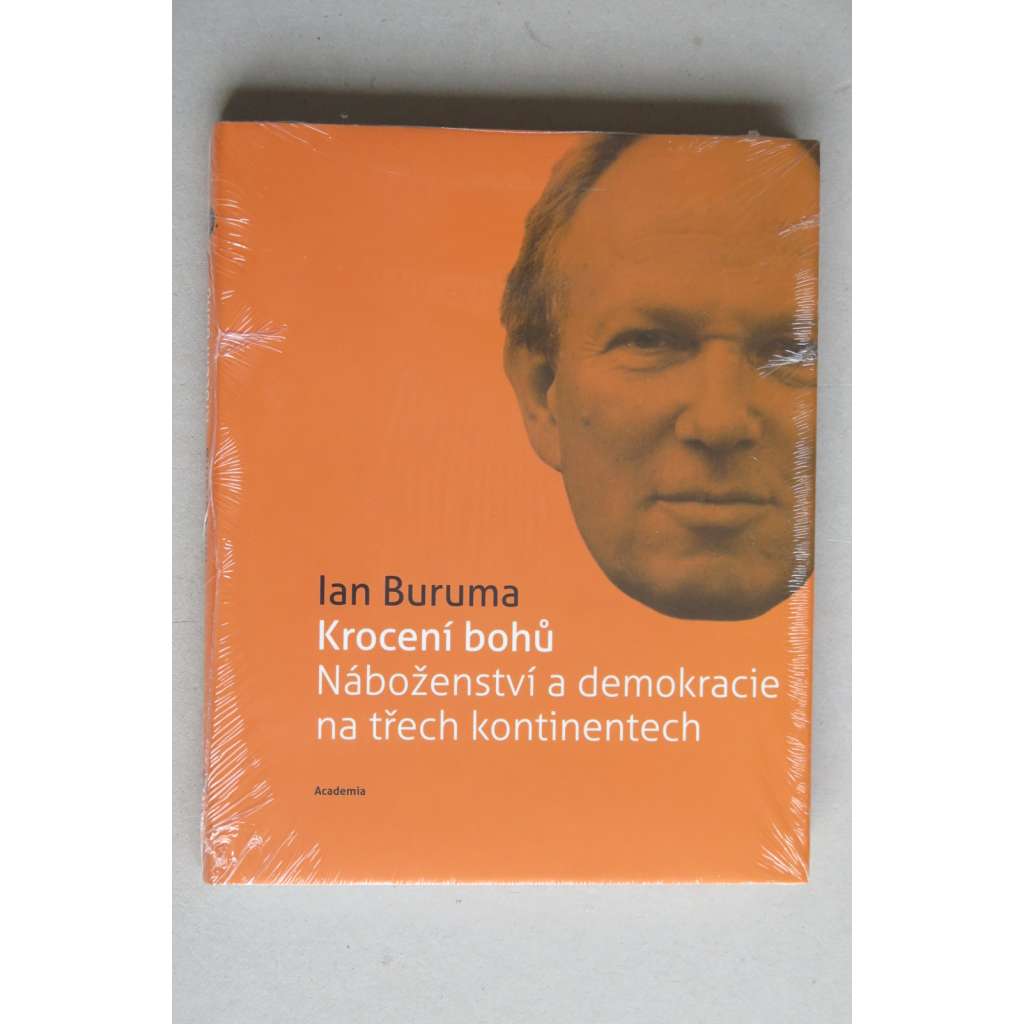 Ian Buruma
Krocení bohů
Náboženství a demokracie
na třech kontinentech
Academia